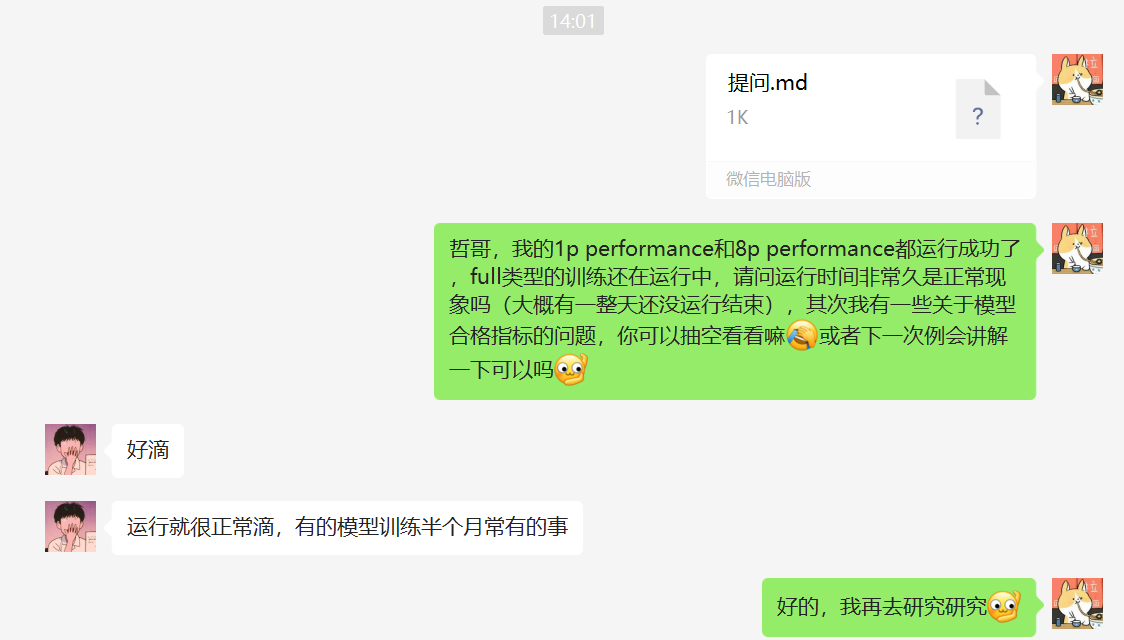 14:01
提问.md
1K
?
微信电脑版
哲哥，我的1p performance和8p performance都运行成功了
，full类型的训练还在运行中，请问运行时间非常久是正常现
象吗（大概有一整天还没运行结束），其次我有一些关于模型
合格指标的问题，你可以抽空看看嘛或者下一次例会讲解
一下可以吗
好滴
运行就很正常滴，有的模型训练半个月常有的事
好的，我再去研究研究